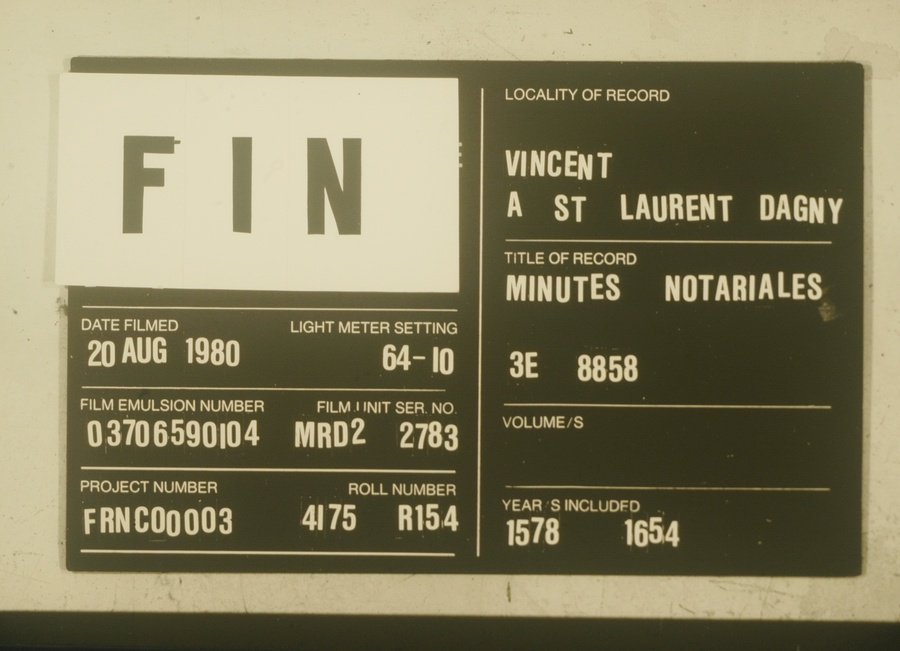 FIN
DATE FILMED LIGHT METER SETTING
20 AUG 1980 64-10
FILM EMULSION NUMBER FILM UNIT SER. NO.
03706590104 MRD2 2783
PROJECT NUMBER ROLL NUMBER
FRNCO0003 4175 R154
LOCALITY OF RECORD
VINCENT
A ST LAURENT DAGNY
TITLE OF RECORD
MINUTES NOTARIALES
3E 8858
VOLUME/S
YEAR S INCLUDED
1578 1654